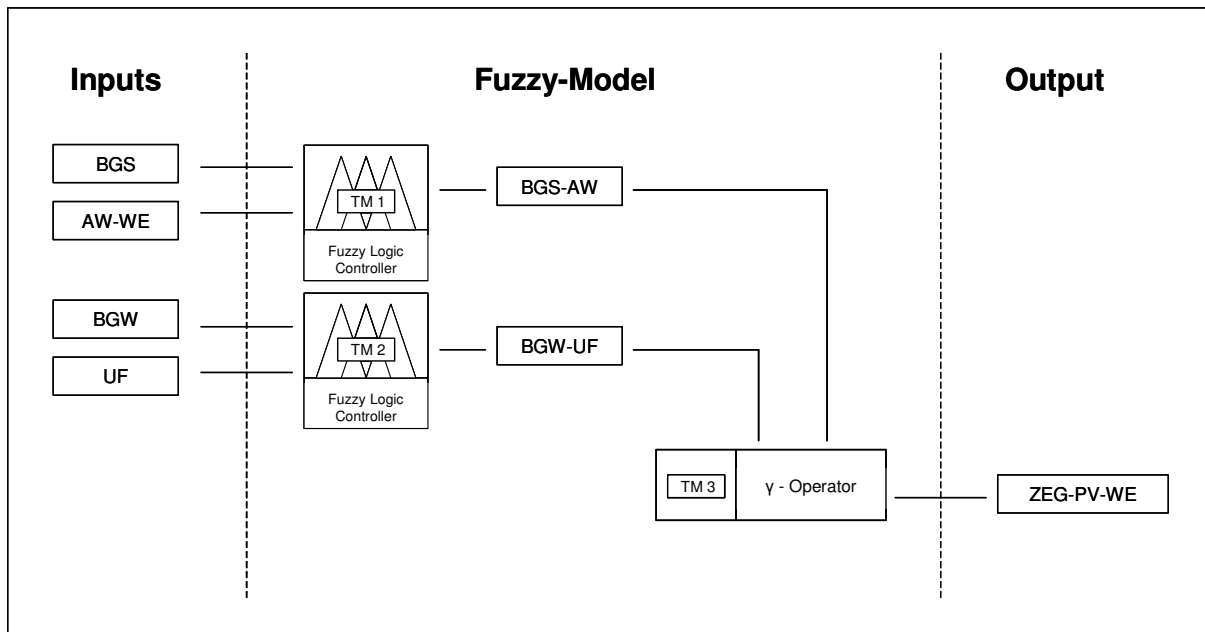 Inputs
Fuzzy-Model
Output
BGS
AW-WE
TM 1
Fuzzy Logic
Controller
BGS-AW
BGW
UF
TM 2
Fuzzy Logic
Controller
BGW-UF
TM 3
γ - Operator
ZEG-PV-WE